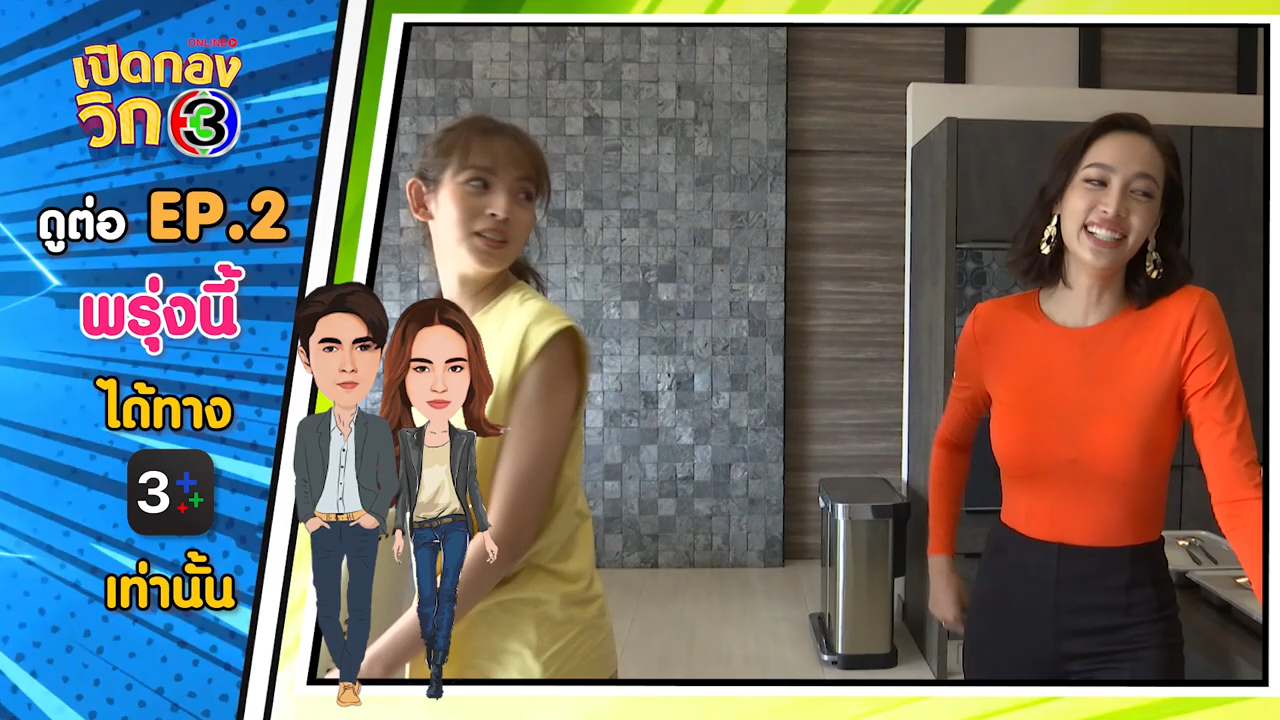 ONLINE
เปิดกอง
วิก 3
ดูต่อ EP.2
พรุ่งนี้
ได้ทาง
3
เท่านั้น